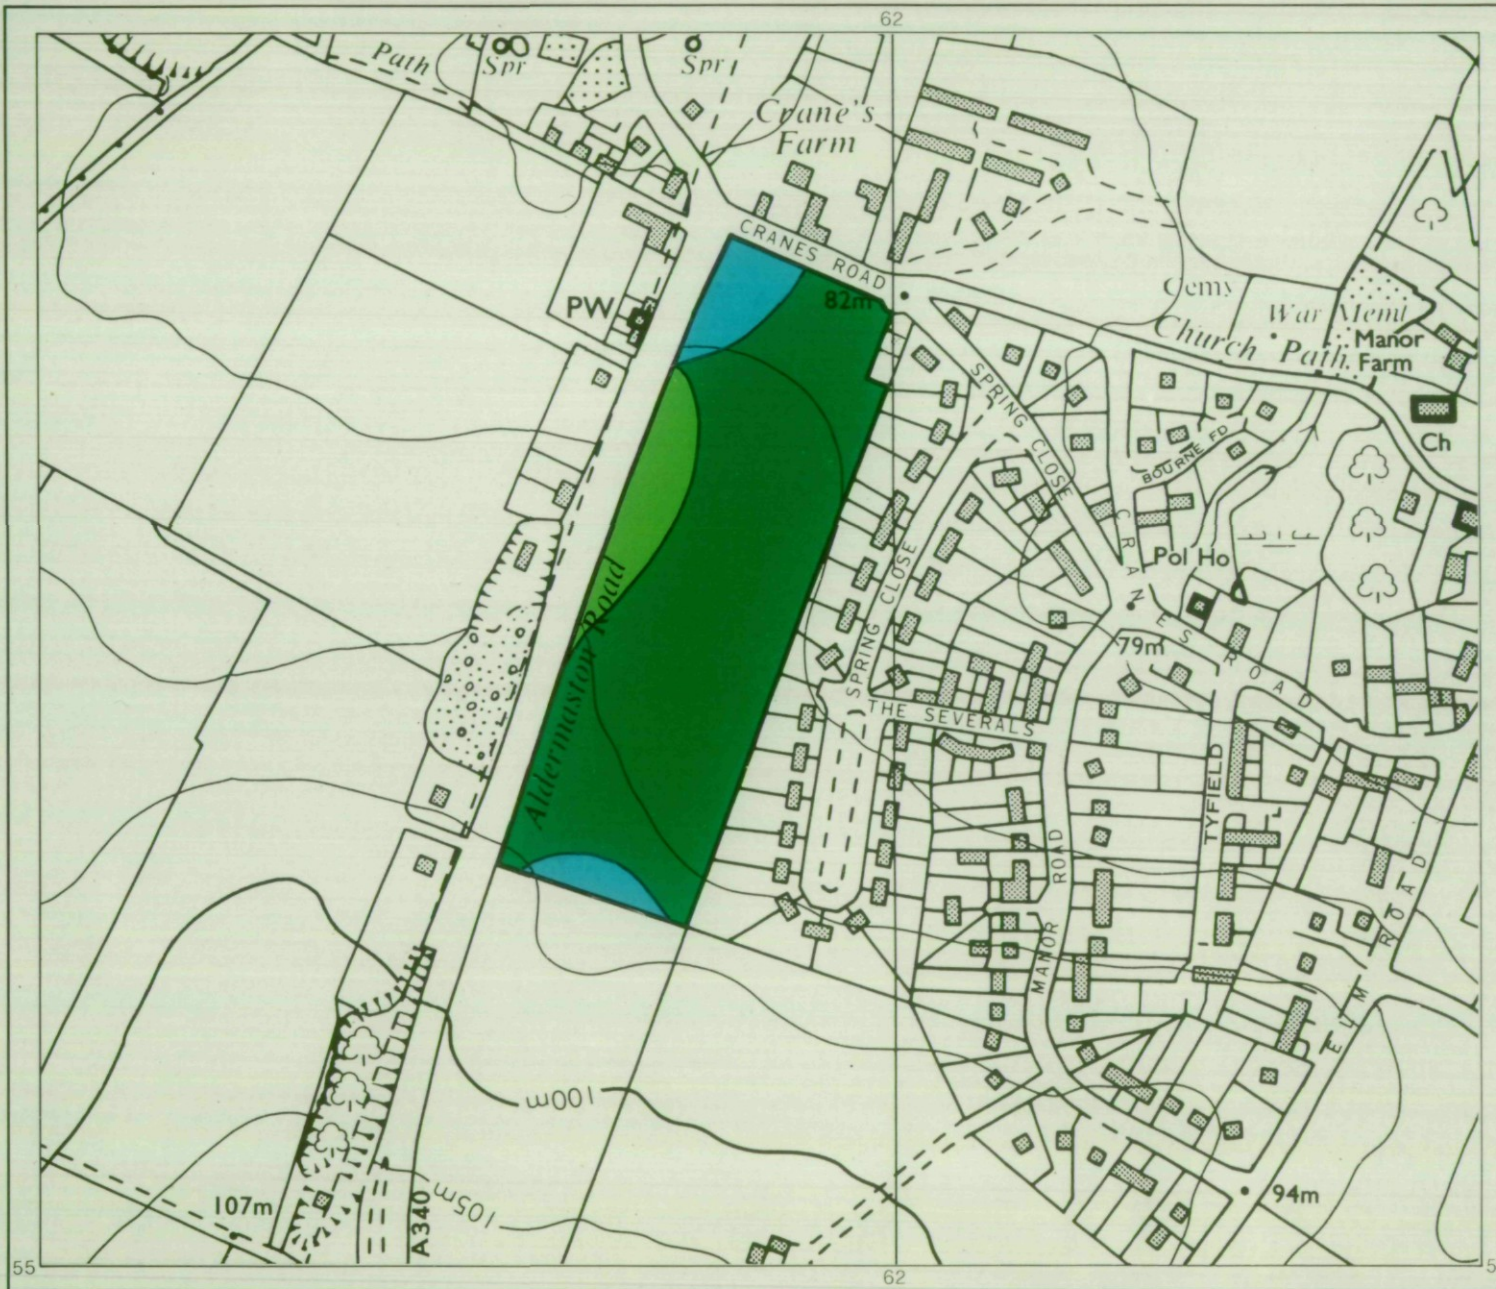 62
Path
Spr
Spr
Crane's
Farm
CRANES ROAD
82m
PW
Cemy
War Meml
Church Path
Manor
Farm
Ch
SPRING CLOSE
BOURNE FD
CRANES ROAD
Pol Ho
79m
SPRING CLOSE
THE SEVERALS
Aldermaston Road
TYFIELD
MANOR ROAD
ELM ROAD
100m
105m
107m
A340
94m
55
62
5